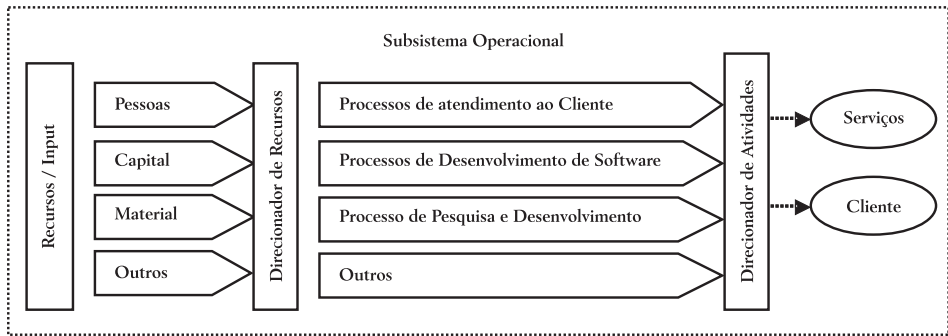 Subsistema Operacional
Recursos / Input
Pessoas
Capital
Material
Outros
Direcionador de Recursos
Processos de atendimento ao Cliente
Processos de Desenvolvimento de Software
Processo de Pesquisa e Desenvolvimento
Outros
Direcionador de Atividades
Serviços
Cliente